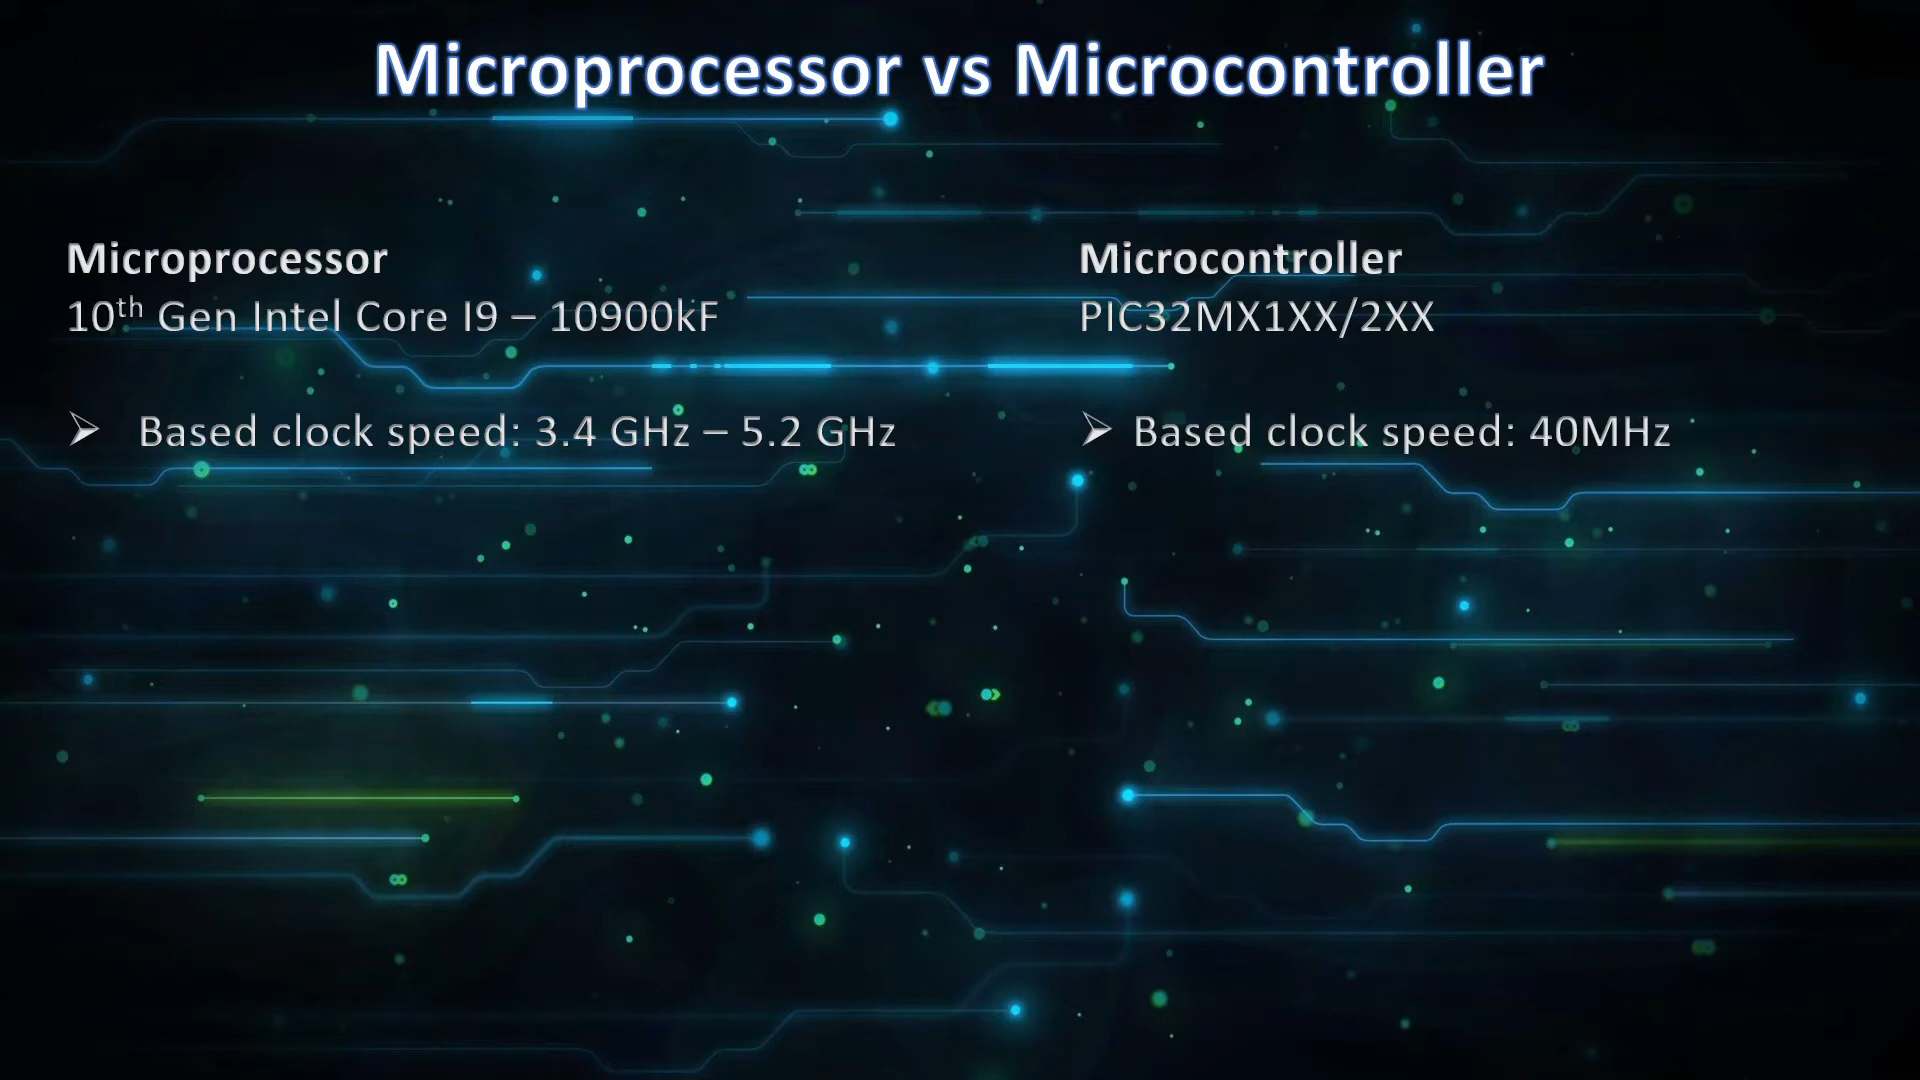 Microprocessor vs Microcontroller
Microprocessor
10th Gen Intel Core I9 – 10900kF
➢ Based clock speed: 3.4 GHz – 5.2 GHz
Microcontroller
PIC32MX1XX/2XX
➢ Based clock speed: 40MHz